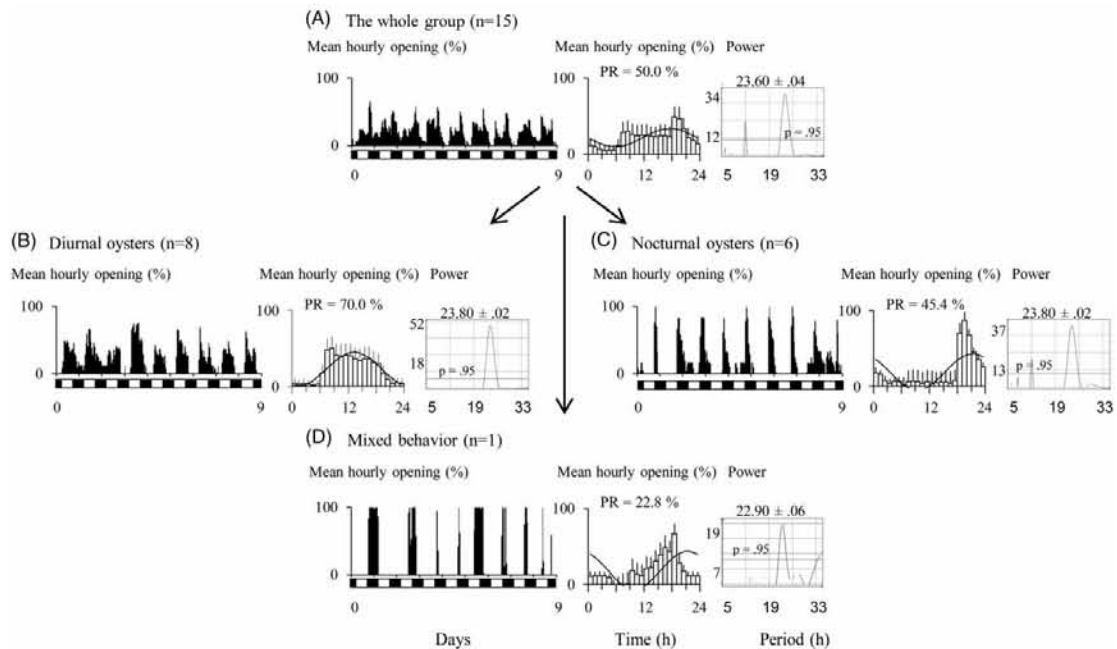 (A) The whole group (n=15)
Mean hourly opening (%) Mean hourly opening (%) Power
100 100 PR = 50.0 % 23.60 ± .04
34
12 p = .95
0 0
0 9 0 12 24 5 19 33
(B) Diurnal oysters (n=8)
Mean hourly opening (%) Mean hourly opening (%) Power
100 100 PR = 70.0 % 23.80 ± .02
52
18 p = .95
0 0
0 9 0 12 24 5 19 33
(C) Nocturnal oysters (n=6)
Mean hourly opening (%) Mean hourly opening (%) Power
100 100 PR = 45.4 % 23.80 ± .02
37
13 p = .95
0 0
0 9 0 12 24 5 19 33
(D) Mixed behavior (n=1)
Mean hourly opening (%) Mean hourly opening (%) Power
100 100 PR = 22.8 % 22.90 ± .06
19
p = .95
7
0 0
0 9 0 12 24 5 19 33
Days Time (h) Period (h)